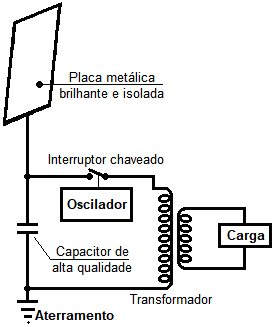 Placa metálica
brilhante e isolada
Interruptor chaveado
Oscilador
Carga
Capacitor de
alta qualidade
Transformador
Aterramento